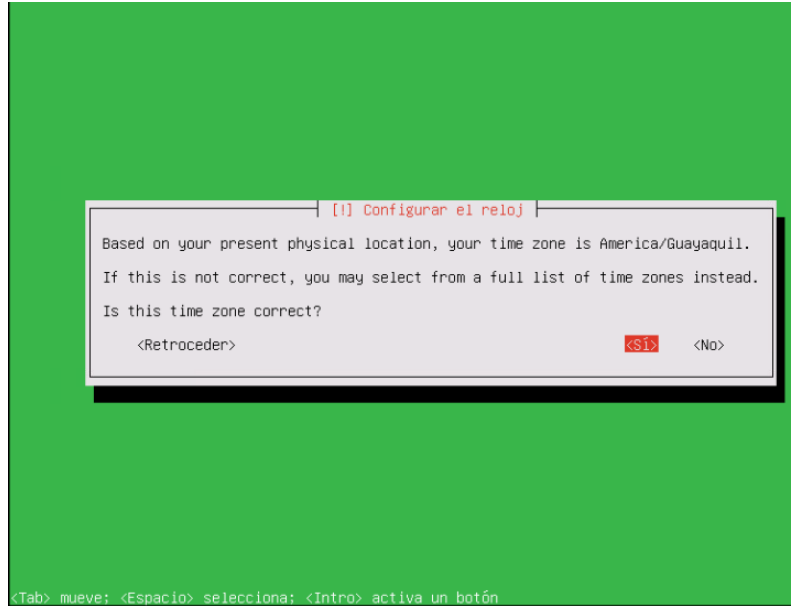 [!] Configurar el reloj
Based on your present physical location, your time zone is America/Guayaquil.
If this is not correct, you may select from a full list of time zones instead.
Is this time zone correct?
<Retroceder> <Sí> <No>
<Tab> mueve; <Espacio> selecciona; <Intro> activa un botón